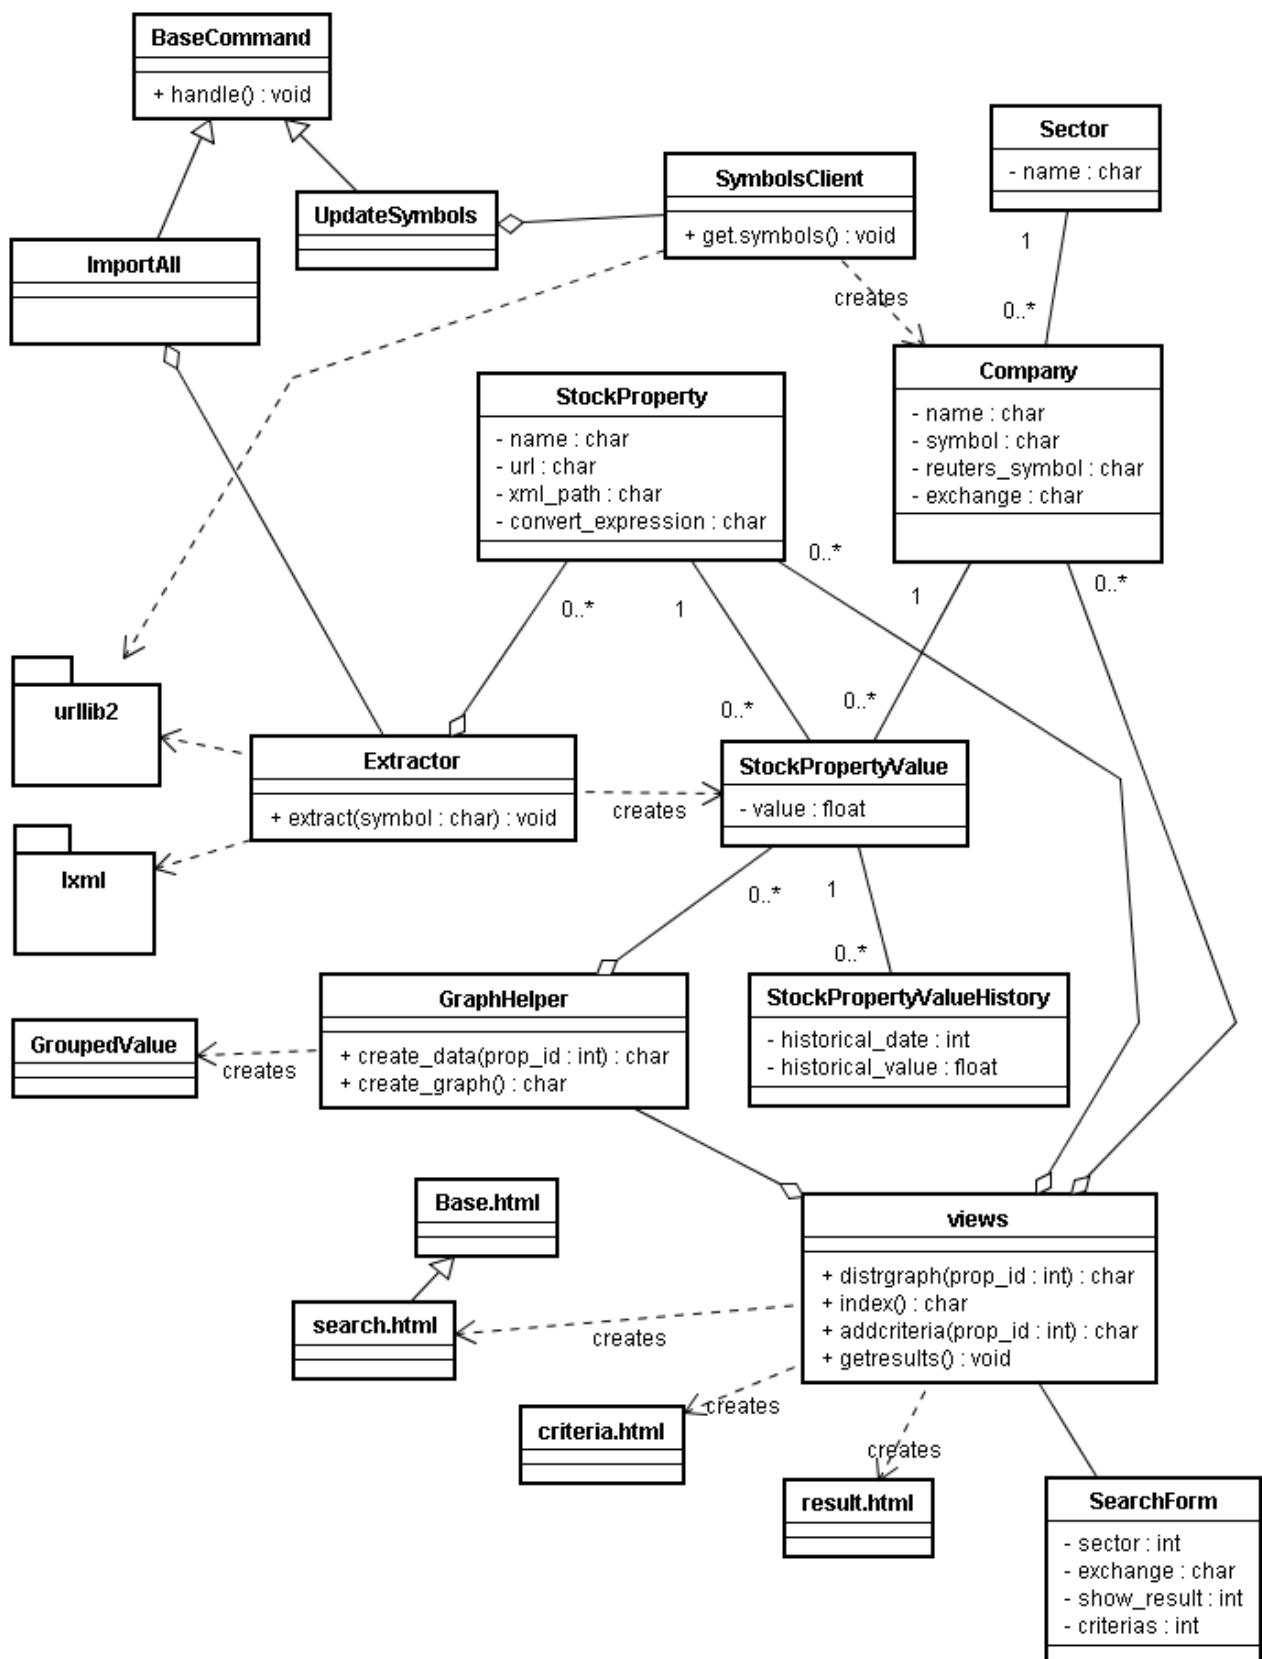 BaseCommand
+ handle() : void
Sector
- name : char
SymbolsClient
+ get.symbols() : void
UpdateSymbols
ImportAll
1
creates
0..*
Company
- name : char
- symbol : char
- reuters_symbol : char
- exchange : char
StockProperty
- name : char
- url : char
- xml_path : char
- convert_expression : char
0..*
0..*
0..*
1
1
urllib2
0..*
0..*
Extractor
+ extract(symbol : char) : void
creates
StockPropertyValue
- value : float
lxml
0..*
1
0..*
GraphHelper
+ create_data(prop_id : int) : char
+ create_graph() : char
StockPropertyValueHistory
- historical_date : int
- historical_value : float
GroupedValue
creates
Base.html
views
+ distrgraph(prop_id : int) : char
+ index() : char
+ addcriteria(prop_id : int) : char
+ getresults() : void
search.html
creates
criteria.html
creates
creates
result.html
SearchForm
- sector : int
- exchange : char
- show_result : int
- criterias : int